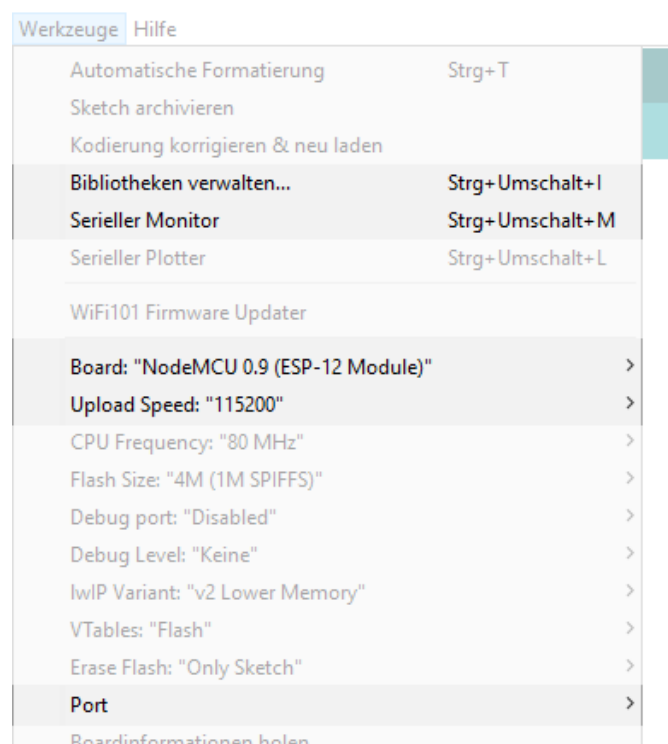 Werkzeuge Hilfe
Automatische Formatierung Strg+T
Sketch archivieren
Kodierung korrigieren & neu laden
Bibliotheken verwalten... Strg+Umschalt+I
Serieller Monitor Strg+Umschalt+M
Serieller Plotter Strg+Umschalt+L
WiFi101 Firmware Updater
Board: "NodeMCU 0.9 (ESP-12 Module)"
Upload Speed: "115200"
CPU Frequency: "80 MHz"
Flash Size: "4M (1M SPIFFS)"
Debug port: "Disabled"
Debug Level: "Keine"
lwIP Variant: "v2 Lower Memory"
VTables: "Flash"
Erase Flash: "Only Sketch"
Port
Boardinformationen holen